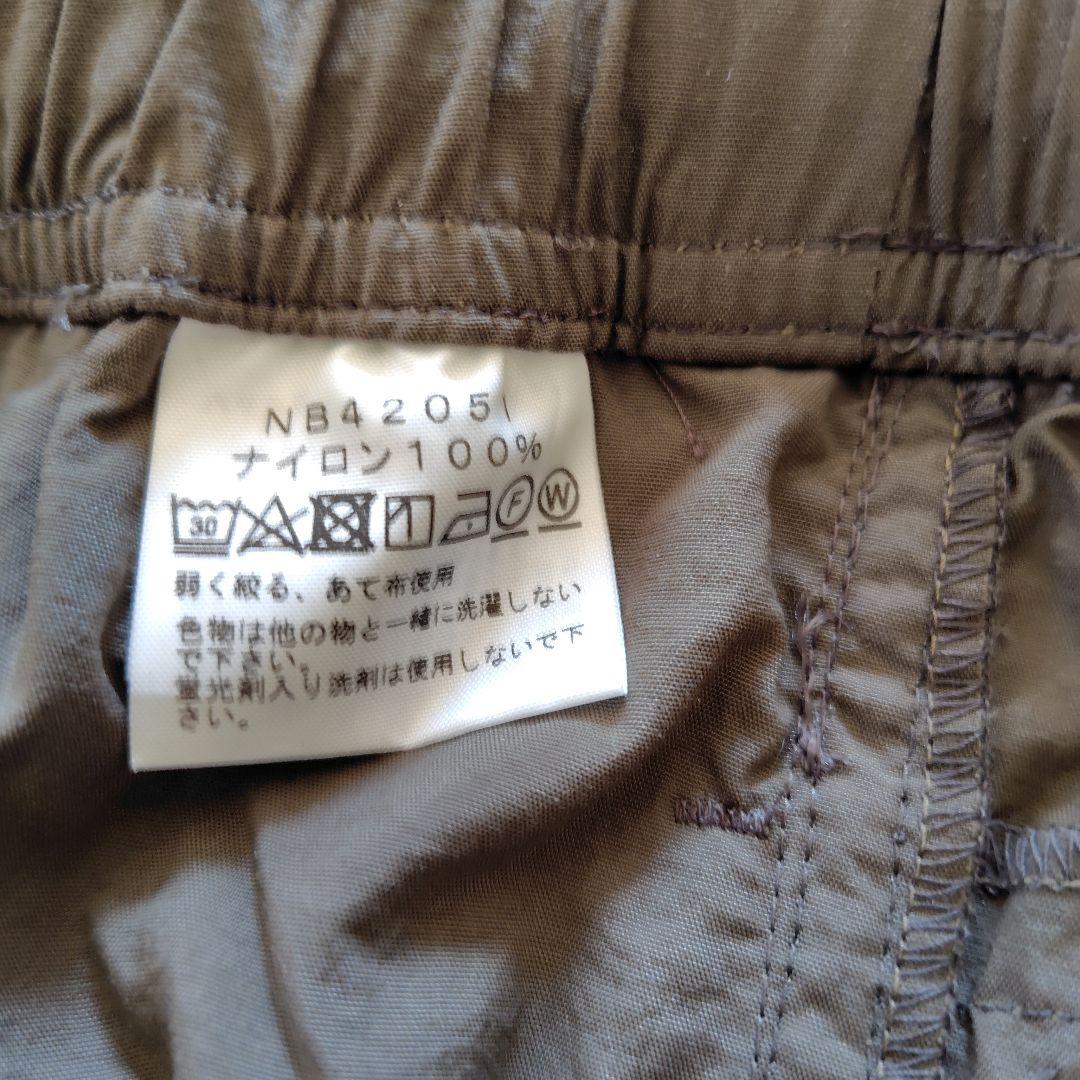 NB42051
ナイロン100%
30 F W
弱く絞る、あて布使用
色物は他の物と一緒に洗濯しない
で下さい。
蛍光剤入り洗剤は使用しないで下
さい。